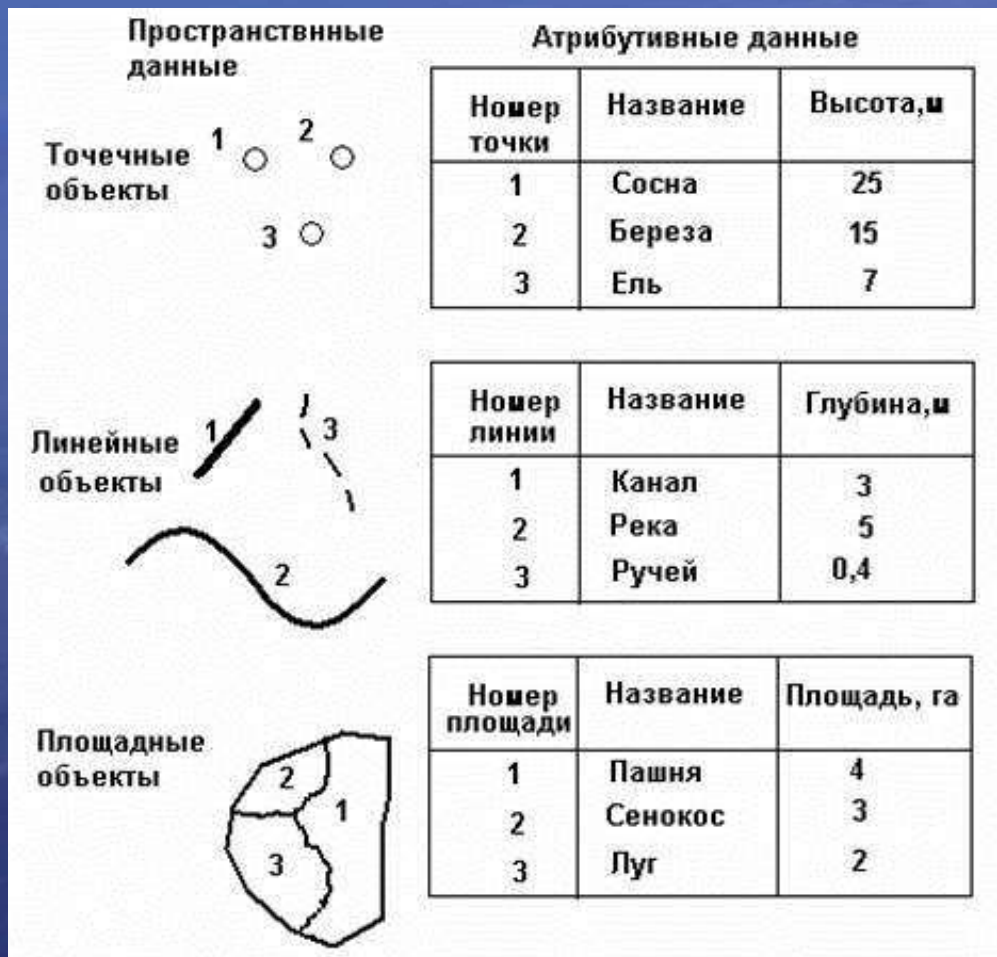 Пространствнные
данные
Атрибутивные данные
Точечные
объекты
1
2
3
Номер
точки
Название
Высота,м
1 Сосна 25
2 Береза 15
3 Ель 7
Линейные
объекты
1
3
2
Номер
линии
Название
Глубина,м
1 Канал 3
2 Река 5
3 Ручей 0,4
Площадные
объекты
2
1
3
Номер
площади
Название
Площадь, га
1 Пашня 4
2 Сенокос 3
3 Луг 2